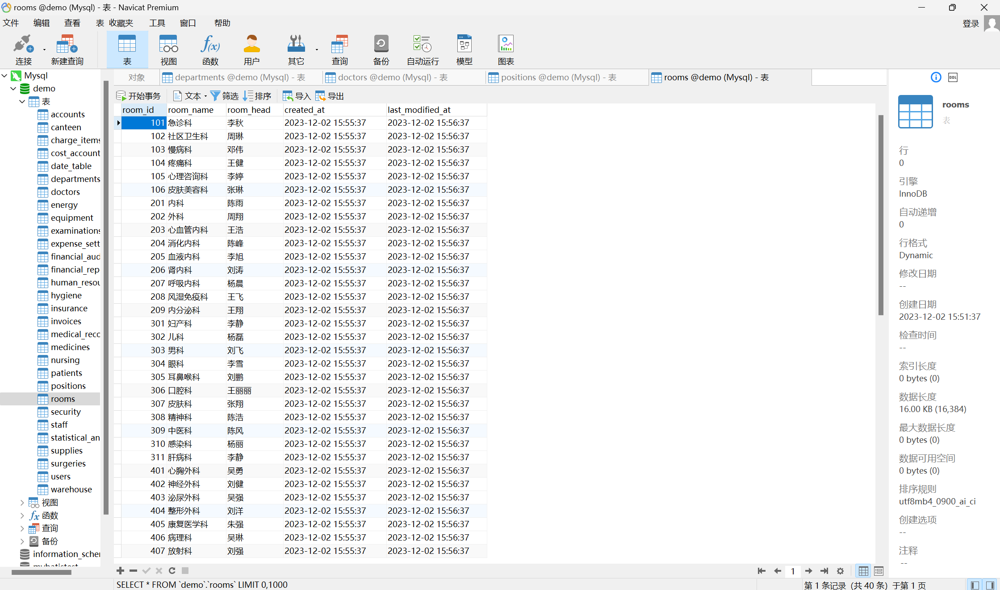 rooms @demo (Mysql) - 表 - Navicat Premium
文件 编辑 查看 表 收藏夹 工具 窗口 帮助 登录
连接 新建查询 表 视图 函数 用户 其它 查询 备份 自动运行 模型 图表
对象 departments @demo (Mysql) - 表 doctors @demo (Mysql) - 表 positions @demo (Mysql) - 表 rooms @demo (Mysql) - 表
开始事务 文本 筛选 排序 导入 导出
Mysql
demo
表
accounts
canteen
charge_items
cost_account
date_table
departments
doctors
energy
equipment
examinations
expense_sett
financial_aud
financial_rep
human_resou
hygiene
insurance
invoices
medical_reco
medicines
nursing
patients
positions
rooms
security
staff
statistical_an
supplies
surgeries
users
warehouse
视图
函数
查询
备份
information_scher
room_id room_name room_head created_at last_modified_at
101 急诊科 李秋 2023-12-02 15:55:37 2023-12-02 15:56:37
102 社区卫生科 周琳 2023-12-02 15:55:37 2023-12-02 15:56:37
103 慢病科 邓伟 2023-12-02 15:55:37 2023-12-02 15:56:37
104 疼痛科 王健 2023-12-02 15:55:37 2023-12-02 15:56:37
105 心理咨询科 李婷 2023-12-02 15:55:37 2023-12-02 15:56:37
106 皮肤美容科 张琳 2023-12-02 15:55:37 2023-12-02 15:56:37
201 内科 陈雨 2023-12-02 15:55:37 2023-12-02 15:56:37
202 外科 周翔 2023-12-02 15:55:37 2023-12-02 15:56:37
203 心血管内科 王浩 2023-12-02 15:55:37 2023-12-02 15:56:37
204 消化内科 陈峰 2023-12-02 15:55:37 2023-12-02 15:56:37
205 血液内科 李旭 2023-12-02 15:55:37 2023-12-02 15:56:37
206 肾内科 刘涛 2023-12-02 15:55:37 2023-12-02 15:56:37
207 呼吸内科 杨晨 2023-12-02 15:55:37 2023-12-02 15:56:37
208 风湿免疫科 王飞 2023-12-02 15:55:37 2023-12-02 15:56:37
209 内分泌科 王翔 2023-12-02 15:55:37 2023-12-02 15:56:37
301 妇产科 李静 2023-12-02 15:55:37 2023-12-02 15:56:37
302 儿科 杨磊 2023-12-02 15:55:37 2023-12-02 15:56:37
303 男科 刘飞 2023-12-02 15:55:37 2023-12-02 15:56:37
304 眼科 李雪 2023-12-02 15:55:37 2023-12-02 15:56:37
305 耳鼻喉科 刘鹏 2023-12-02 15:55:37 2023-12-02 15:56:37
306 口腔科 王丽丽 2023-12-02 15:55:37 2023-12-02 15:56:37
307 皮肤科 张翔 2023-12-02 15:55:37 2023-12-02 15:56:37
308 精神科 陈浩 2023-12-02 15:55:37 2023-12-02 15:56:37
309 中医科 陈风 2023-12-02 15:55:37 2023-12-02 15:56:37
310 感染科 杨丽 2023-12-02 15:55:37 2023-12-02 15:56:37
311 肝病科 李静 2023-12-02 15:55:37 2023-12-02 15:56:37
401 心胸外科 吴勇 2023-12-02 15:55:37 2023-12-02 15:56:37
402 神经外科 刘健 2023-12-02 15:55:37 2023-12-02 15:56:37
403 泌尿外科 吴强 2023-12-02 15:55:37 2023-12-02 15:56:37
404 整形外科 刘洋 2023-12-02 15:55:37 2023-12-02 15:56:37
405 康复医学科 朱强 2023-12-02 15:55:37 2023-12-02 15:56:37
406 病理科 吴琳 2023-12-02 15:55:37 2023-12-02 15:56:37
407 放射科 刘强 2023-12-02 15:55:37 2023-12-02 15:56:37
DDL
rooms
表
行
0
引擎
InnoDB
自动递增
0
行格式
Dynamic
修改日期
--
创建日期
2023-12-02 15:51:37
检查时间
--
索引长度
0 bytes (0)
数据长度
16.00 KB (16,384)
最大数据长度
0 bytes (0)
数据可用空间
0 bytes (0)
排序规则
utf8mb4_0900_ai_ci
创建选项
--
注释
--
1
SELECT * FROM `demo`.`rooms` LIMIT 0,1000
第 1 条记录 (共 40 条) 于第 1 页